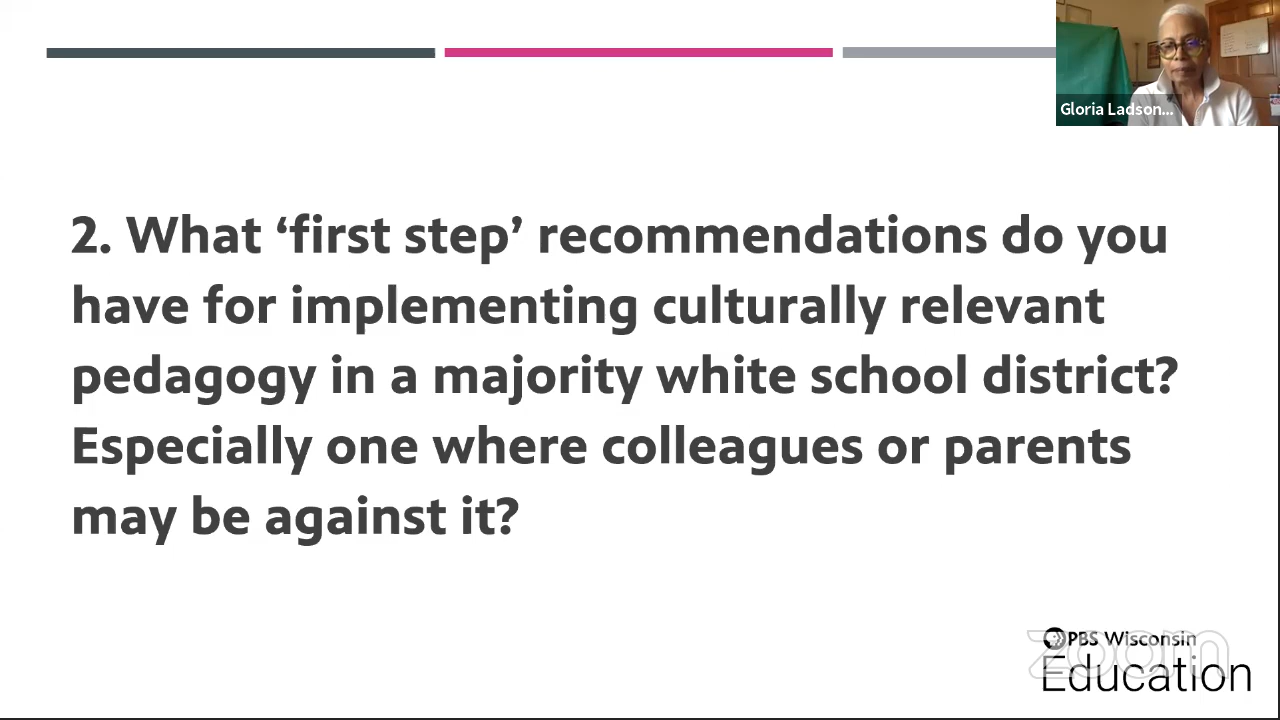 Gloria Ladson...
2. What ‘first step’ recommendations do you
have for implementing culturally relevant
pedagogy in a majority white school district?
Especially one where colleagues or parents
may be against it?
PBS Wisconsin
zoom
Education